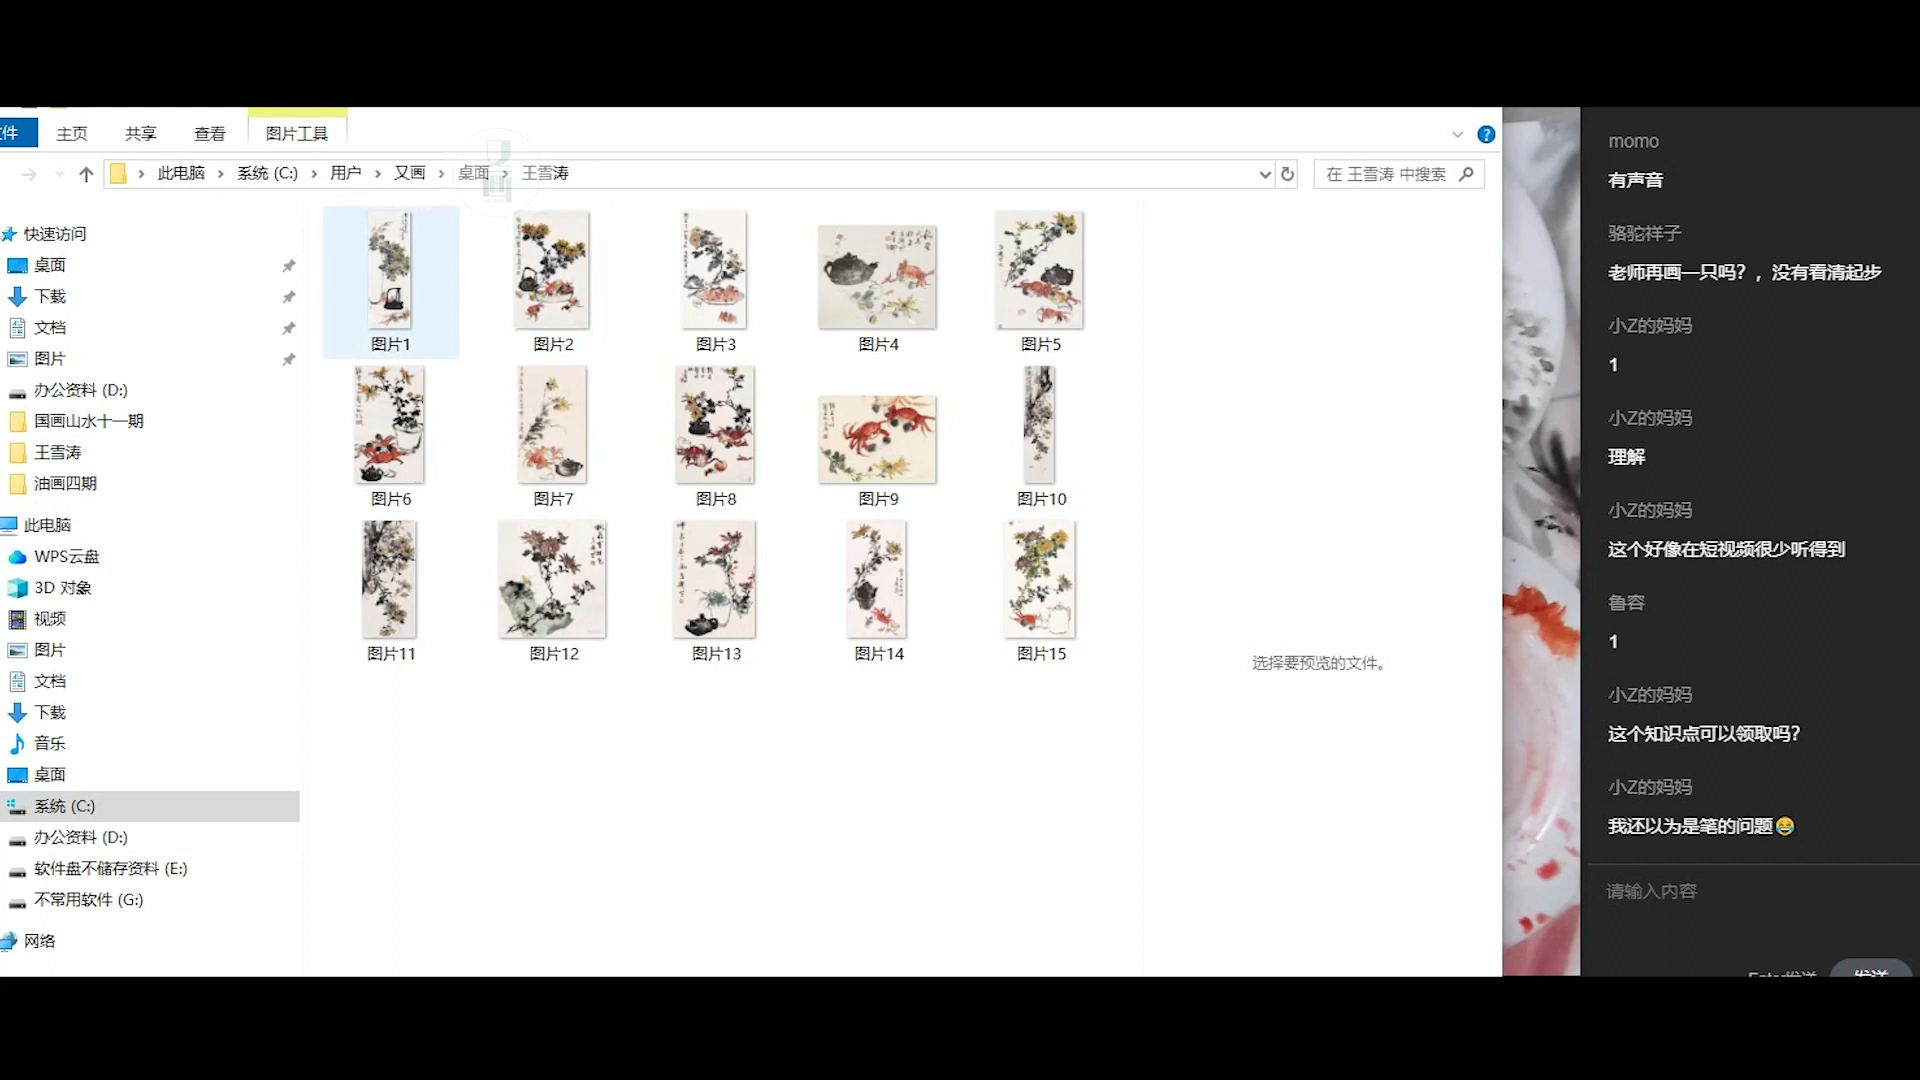 件
主页
共享
查看
图片工具
此电脑
系统 (C:)
用户
又画
桌面
王雪涛
在 王雪涛 中搜索
快速访问
桌面
下载
文档
图片
办公资料 (D:)
国画山水十一期
王雪涛
油画四期
此电脑
WPS云盘
3D 对象
视频
图片
文档
下载
音乐
桌面
系统 (C:)
办公资料 (D:)
软件盘不储存资料 (E:)
不常用软件 (G:)
网络
图片1
图片2
图片3
图片4
图片5
图片6
图片7
图片8
图片9
图片10
图片11
图片12
图片13
图片14
图片15
选择要预览的文件。
momo
有声音
骆驼祥子
老师再画一只吗？，没有看清起步
小Z的妈妈
1
小Z的妈妈
理解
小Z的妈妈
这个好像在短视频很少听得到
鲁容
1
小Z的妈妈
这个知识点可以领取吗？
小Z的妈妈
我还以为是笔的问题😂
请输入内容
Enter发送
发送